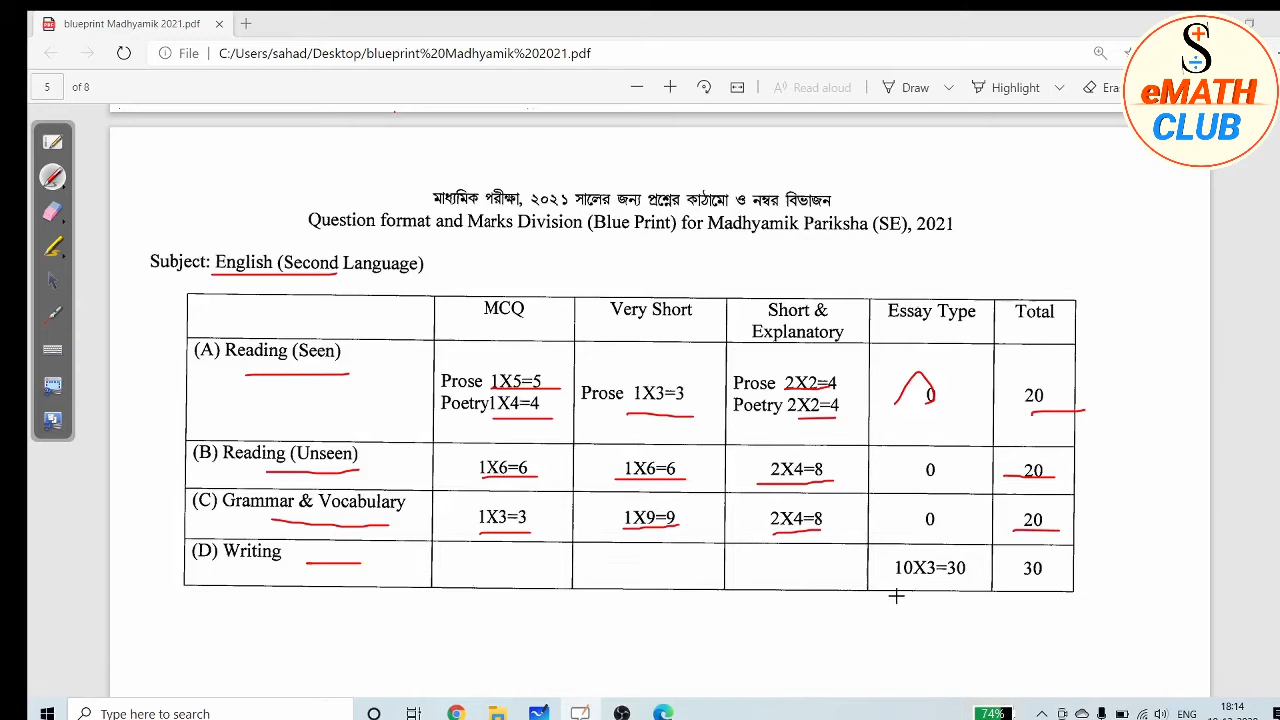 blueprint Madhyamik 2021.pdf
File C:/Users/sahad/Desktop/blueprint%20Madhyamik%202021.pdf
5 of 8
Read aloud
Draw
Highlight
Era
S
eMATH
CLUB
মাধ্যমিক পরীক্ষা, ২০২১ সালের জন্য প্রশ্নের কাঠামো ও নম্বর বিভাজন
Question format and Marks Division (Blue Print) for Madhyamik Pariksha (SE), 2021
Subject: English (Second Language)
MCQ Very Short Short & Explanatory Essay Type Total
(A) Reading (Seen)
Prose 1X5=5
Poetry1X4=4
Prose 1X3=3
Prose 2X2=4
Poetry 2X2=4
0
20
(B) Reading (Unseen) 1X6=6 1X6=6 2X4=8 0 20
(C) Grammar & Vocabulary 1X3=3 1X9=9 2X4=8 0 20
(D) Writing 10X3=30 30
Type here to search
74%
ENG
18:14